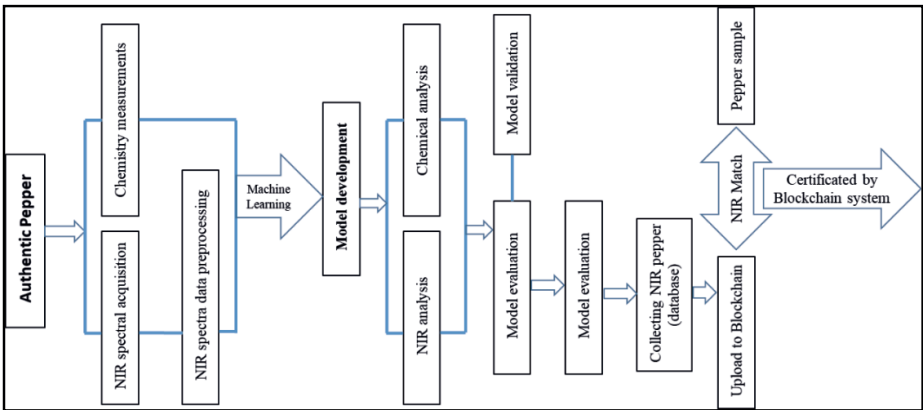 Authentic Pepper
Chemistry measurements
NIR spectral acquisition
NIR spectra data preprocessing
Machine
Learning
Model development
Chemical analysis
NIR analysis
Model validation
Model evaluation
Model evaluation
Collecting NIR pepper
(database)
Pepper sample
NIR Match
Upload to Blockchain
Certificated by
Blockchain system